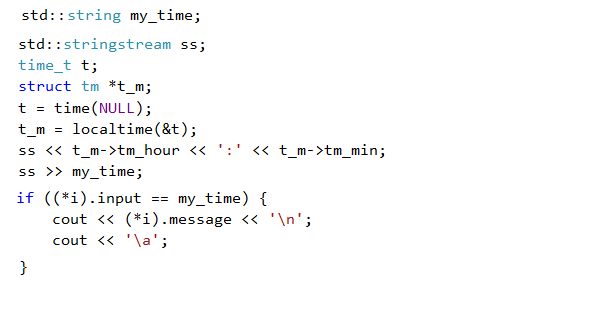 std::string my_time;
std::stringstream ss;
time_t t;
struct tm *t_m;
t = time(NULL);
t_m = localtime(&t);
ss << t_m->tm_hour << ':' << t_m->tm_min;
ss >> my_time;
if ((*i).input == my_time) {
    cout << (*i).message << '\n';
    cout << '\a';
}